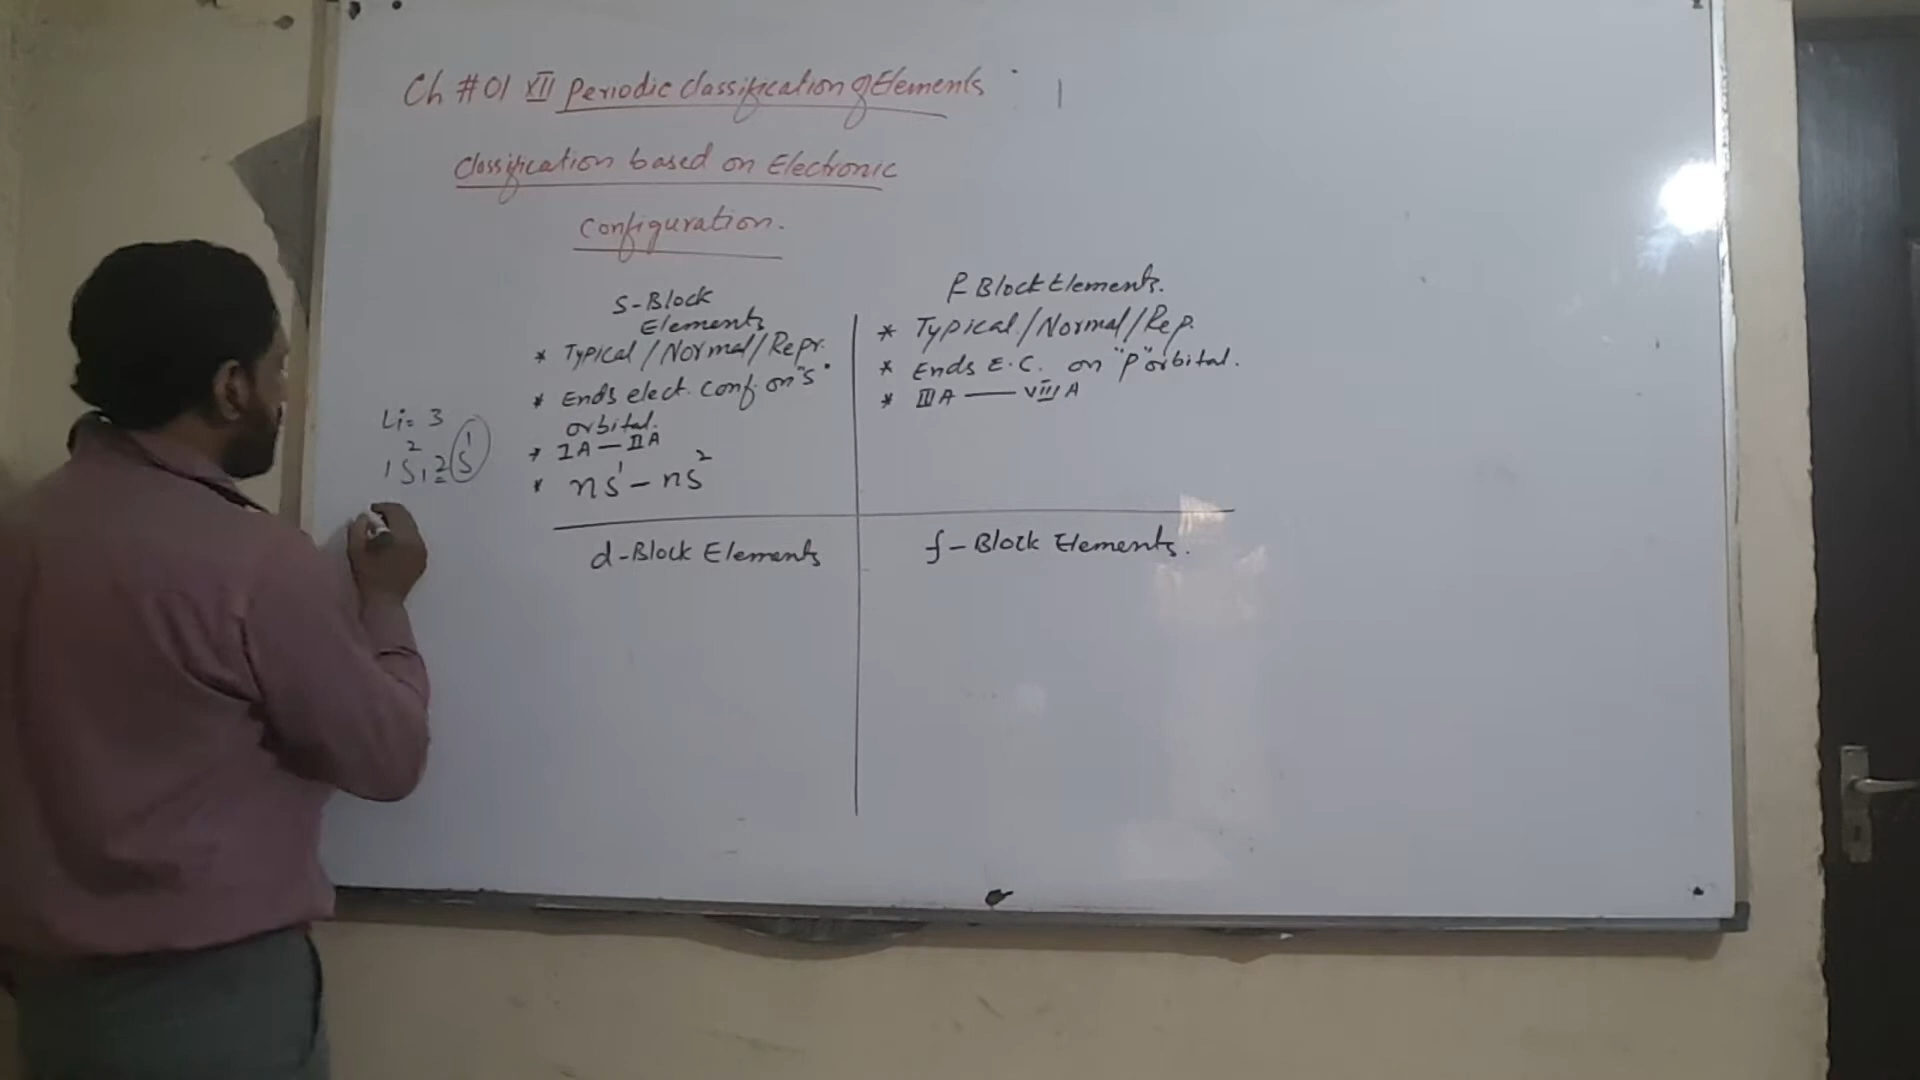 Ch #01 XII Periodic Classification of Elements
Classification based on Electronic
Configuration.
S-Block
Elements
* Typical/Normal/Repr.
* Ends elect. conf. on "S"
orbital.
* IA — IIA
* ns¹ - ns²
P Block Elements.
* Typical/Normal/Rep.
* Ends E.C. on "P" orbital.
* IIIA — VIIIA
Li = 3
1S², 2S¹
d-Block Elements
f-Block Elements.